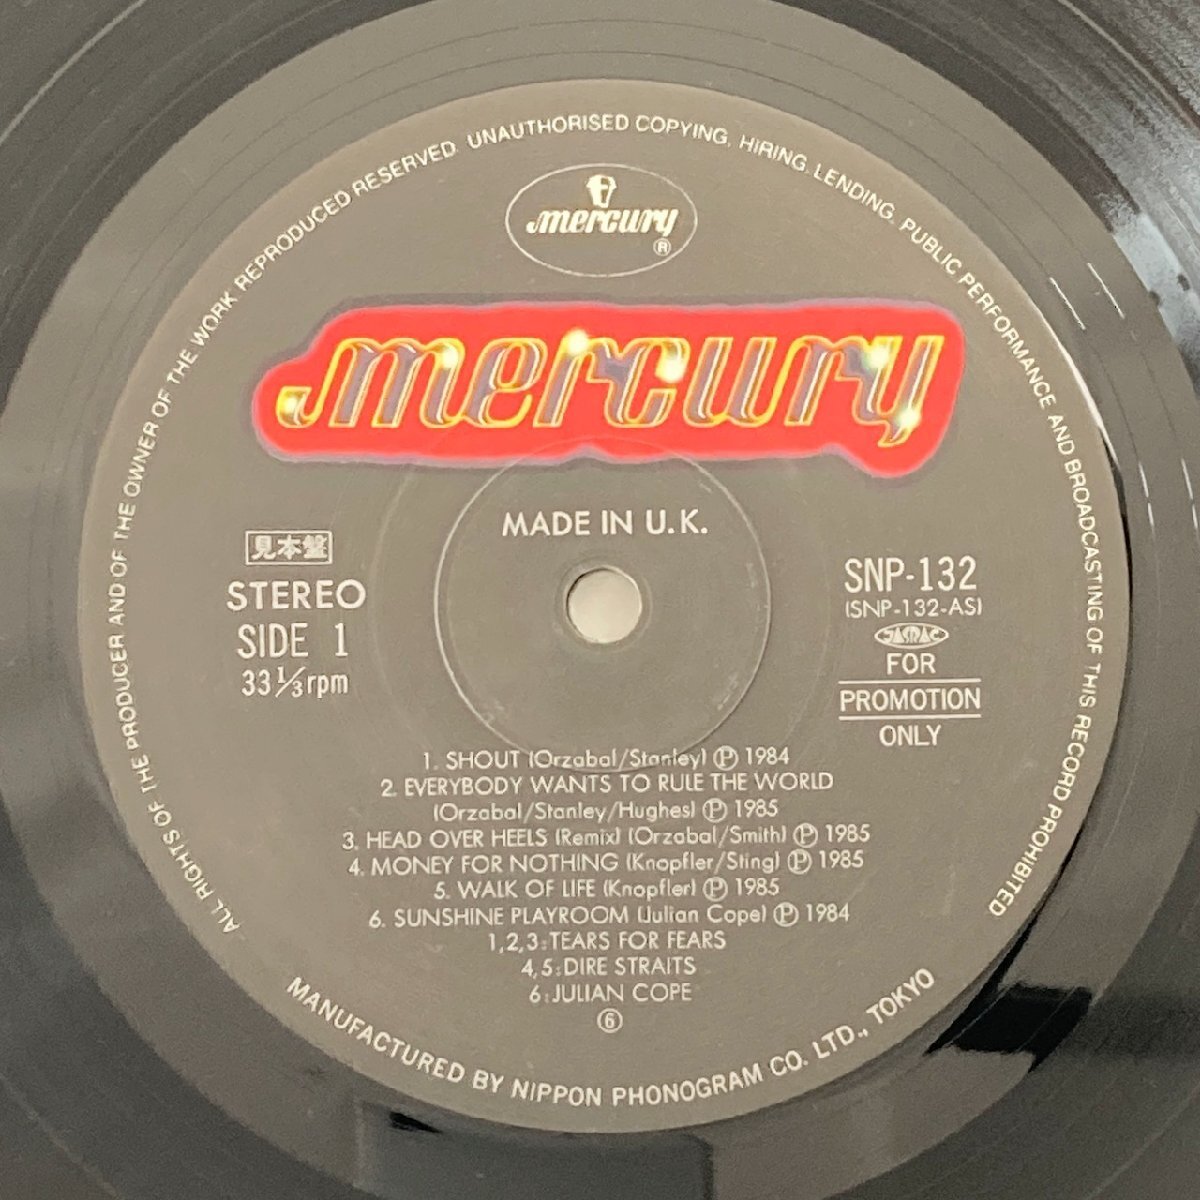 ALL RIGHTS OF THE PRODUCER AND OF THE OWNER OF THE WORK REPRODUCED RESERVED. UNAUTHORISED COPYING, HIRING, LENDING, PUBLIC PERFORMANCE AND BROADCASTING OF THIS RECORD PROHIBITED
mercury
®
mercury
MADE IN U.K.
見本盤
STEREO
SIDE 1
33 1/3 rpm
SNP-132
(SNP-132-AS)
JASRAC
FOR
PROMOTION
ONLY
1. SHOUT (Orzabal/Stanley) ℗ 1984
2. EVERYBODY WANTS TO RULE THE WORLD
(Orzabal/Stanley/Hughes) ℗ 1985
3. HEAD OVER HEELS (Remix) (Orzabal/Smith) ℗ 1985
4. MONEY FOR NOTHING (Knopfler/Sting) ℗ 1985
5. WALK OF LIFE (Knopfler) ℗ 1985
6. SUNSHINE PLAYROOM (Julian Cope) ℗ 1984
1,2,3:TEARS FOR FEARS
4,5:DIRE STRAITS
6:JULIAN COPE
⑥
MANUFACTURED BY NIPPON PHONOGRAM CO. LTD., TOKYO